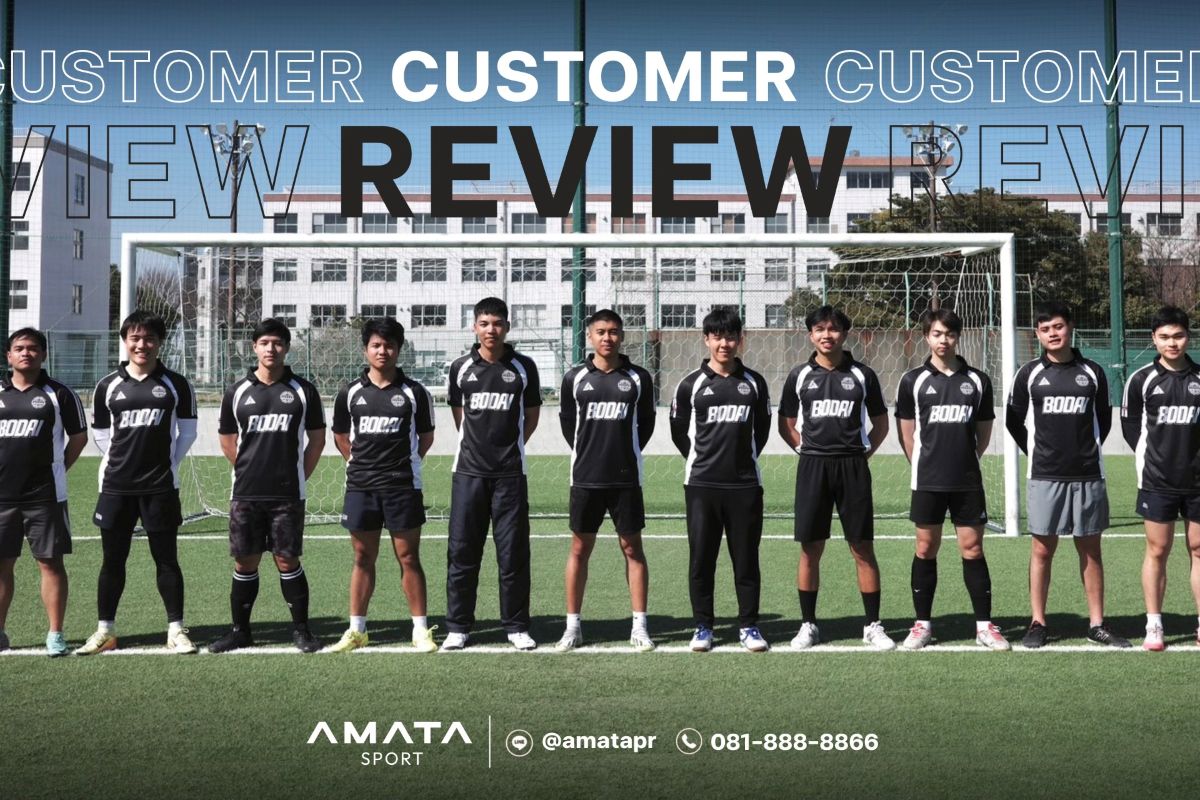 CUSTOMER CUSTOMER CUSTOMER
VIEW REVIEW REVI
BODAI BODAI BODAI BODAI BODAI BODAI BODAI BODAI BODAI BODAI BODAI
AMATA
SPORT
LINE @amatapr 081-888-8866